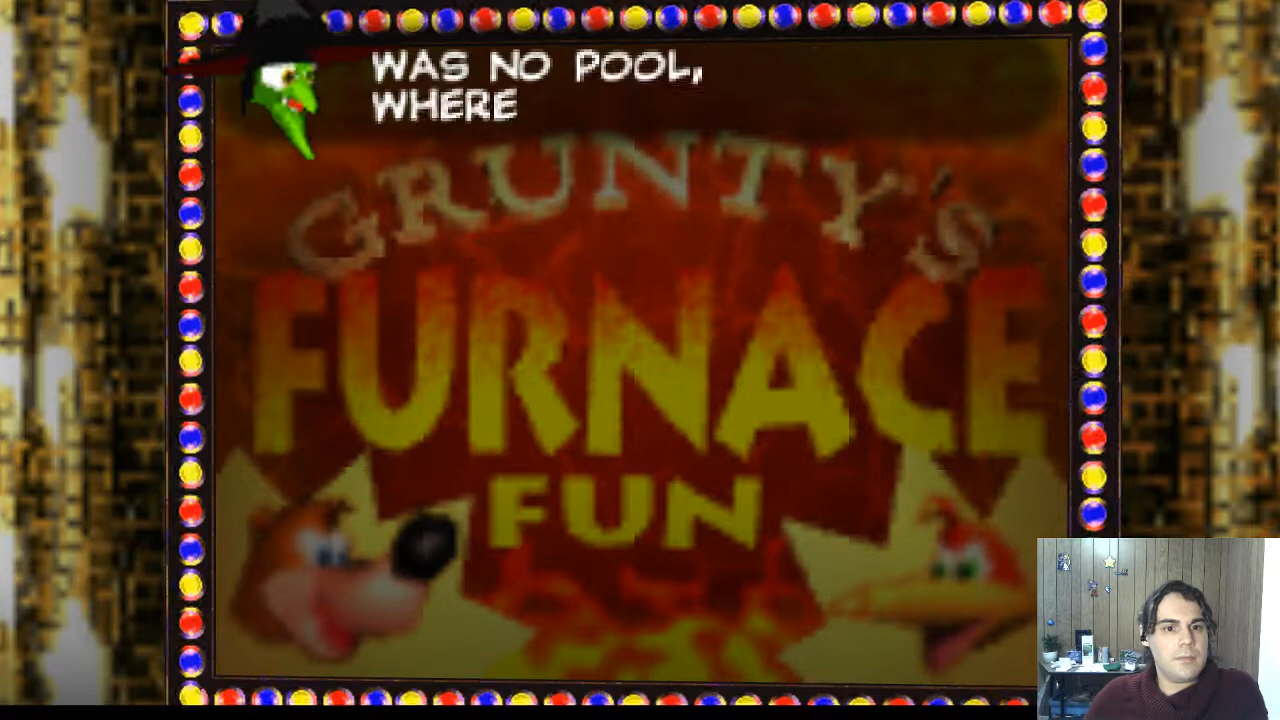 WAS NO POOL,
WHERE
GRUNTY'S
FURNACE
FUN